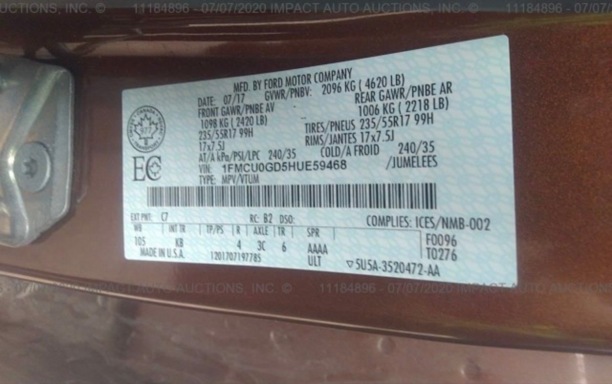 11184896 - 07/07/2020 IMPACT AUTO AUCTIONS, INC.
MFD. BY FORD MOTOR COMPANY
DATE: 07/17 GVWR/PNBV: 2096 KG ( 4620 LB)
FRONT GAWR/PNBE AV REAR GAWR/PNBE AR
1098 KG ( 2420 LB) 1006 KG ( 2218 LB)
235/55R17 99H TIRES/PNEUS 235/55R17 99H
17x7.5J RIMS/JANTES 17x7.5J
AT/A kPa/PSI/LPC 240/35 COLD/A FROID 240/35
VIN: 1FMCU0GD5HUE59468 /JUMELEES
TYPE: MPV/VTUM
EC
EXT PNT: C7 RC: B2 DSO: COMPLIES: ICES/NMB-002
WB INT TR TP/PS R AXLE TR SPR F0096
105 KB 4 3C 6 AAAA T0276
MADE IN U.S.A. 1201707197785 ULT 5U5A-3520472-AA
11184896 - 07/07/2020 IMPACT AUTO AUCTIONS, INC.